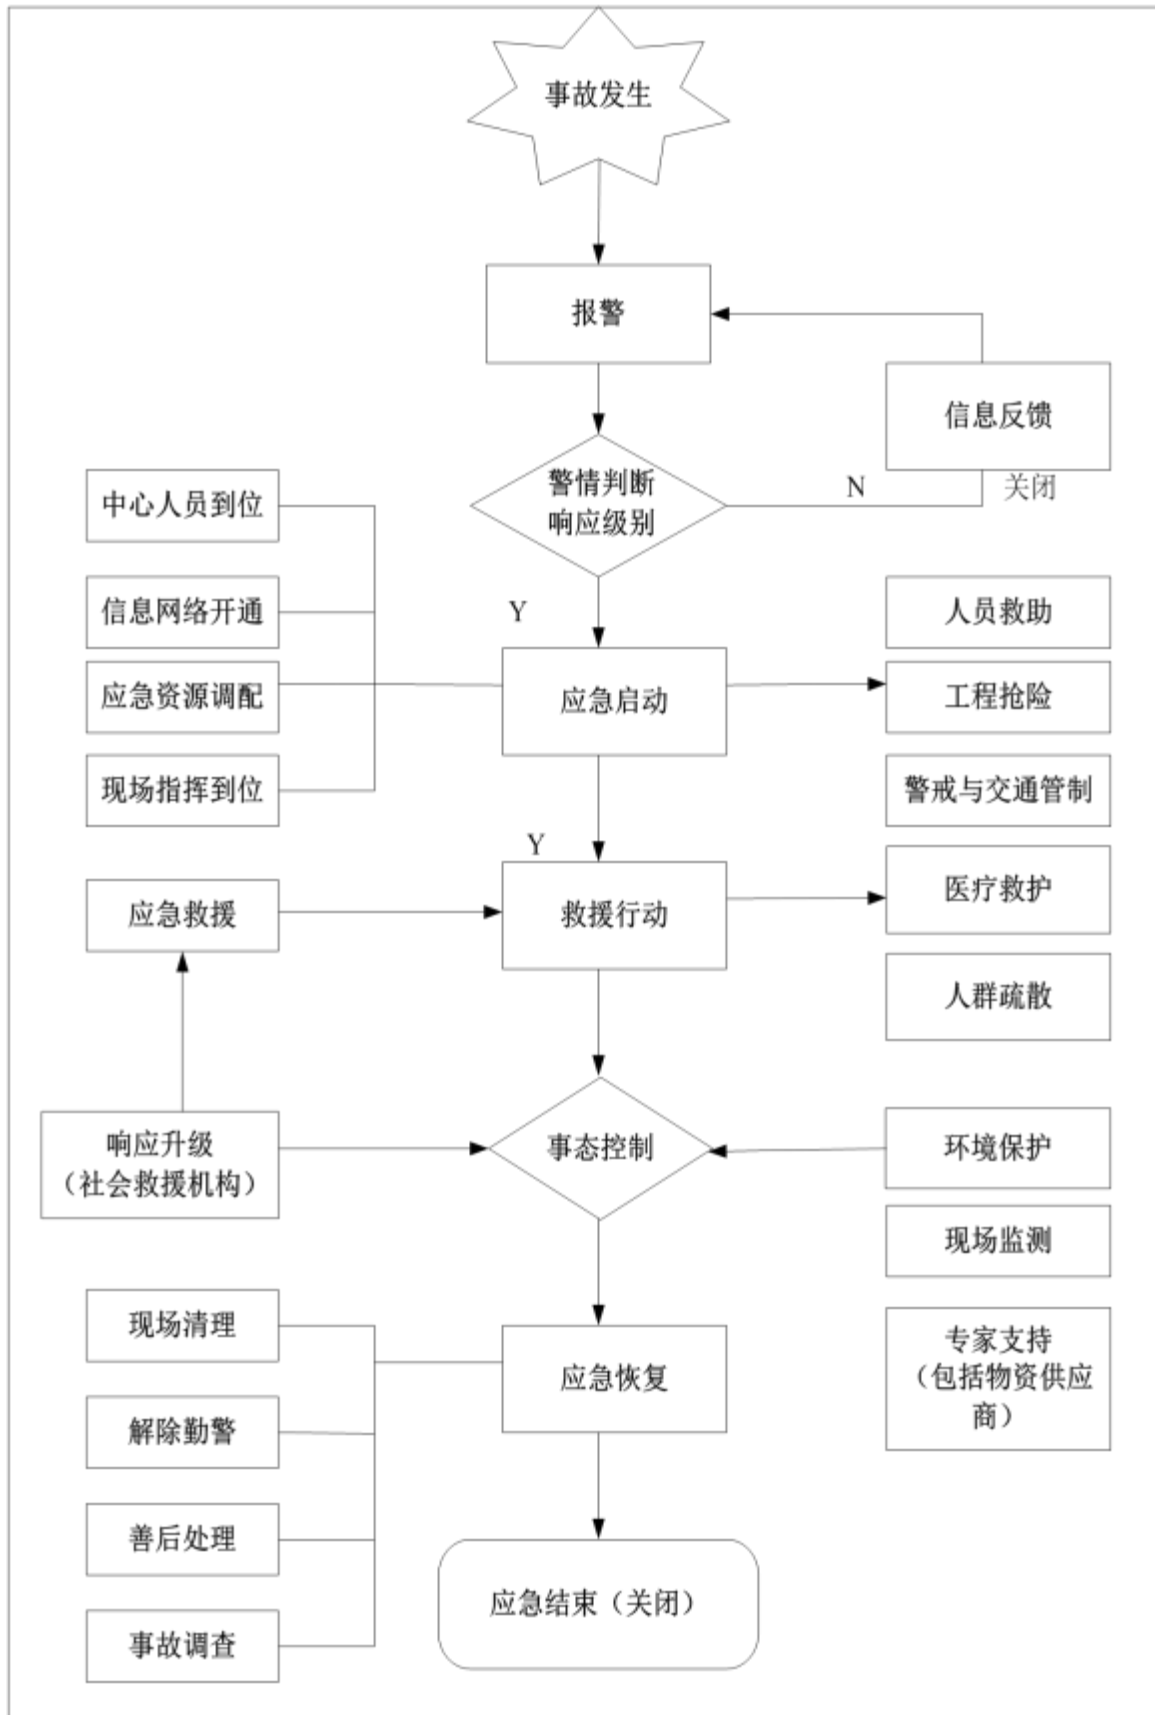 事故发生
报警
信息反馈
警情判断
响应级别
N
关闭
中心人员到位
信息网络开通
应急资源调配
现场指挥到位
Y
应急启动
人员救助
工程抢险
警戒与交通管制
Y
应急救援
救援行动
医疗救护
人群疏散
响应升级
（社会救援机构）
事态控制
环境保护
现场监测
专家支持
（包括物资供应
商）
现场清理
解除勤警
善后处理
事故调查
应急恢复
应急结束（关闭）